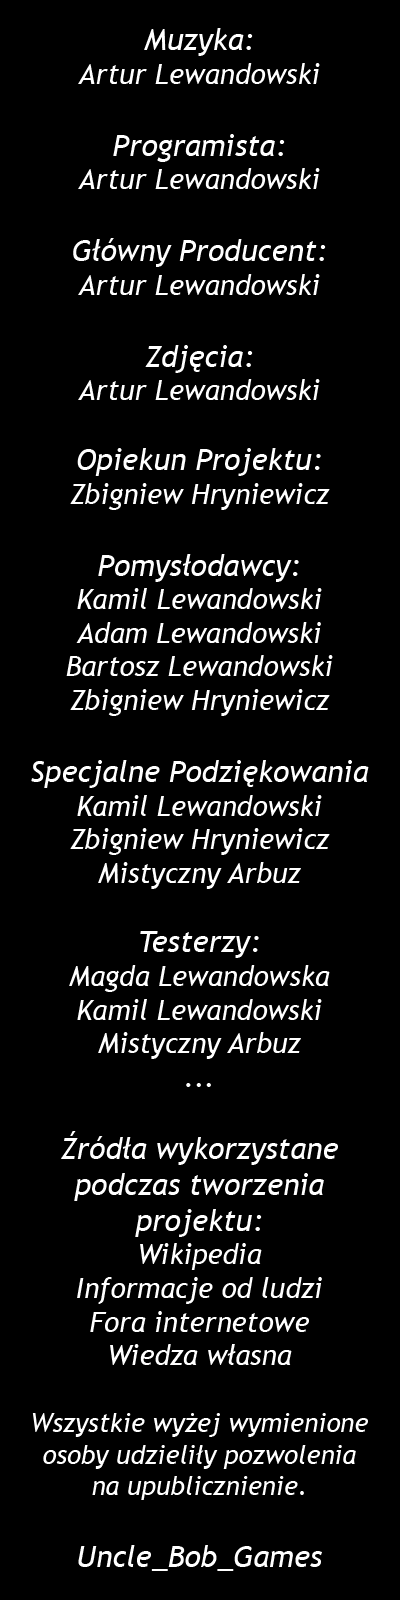 Muzyka:
Artur Lewandowski
Programista:
Artur Lewandowski
Główny Producent:
Artur Lewandowski
Zdjęcia:
Artur Lewandowski
Opiekun Projektu:
Zbigniew Hryniewicz
Pomysłodawcy:
Kamil Lewandowski
Adam Lewandowski
Bartosz Lewandowski
Zbigniew Hryniewicz
Specjalne Podziękowania
Kamil Lewandowski
Zbigniew Hryniewicz
Mistyczny Arbuz
Testerzy:
Magda Lewandowska
Kamil Lewandowski
Mistyczny Arbuz
...
Źródła wykorzystane
podczas tworzenia
projektu:
Wikipedia
Informacje od ludzi
Fora internetowe
Wiedza własna
Wszystkie wyżej wymienione
osoby udzieliły pozwolenia
na upublicznienie.
Uncle_Bob_Games